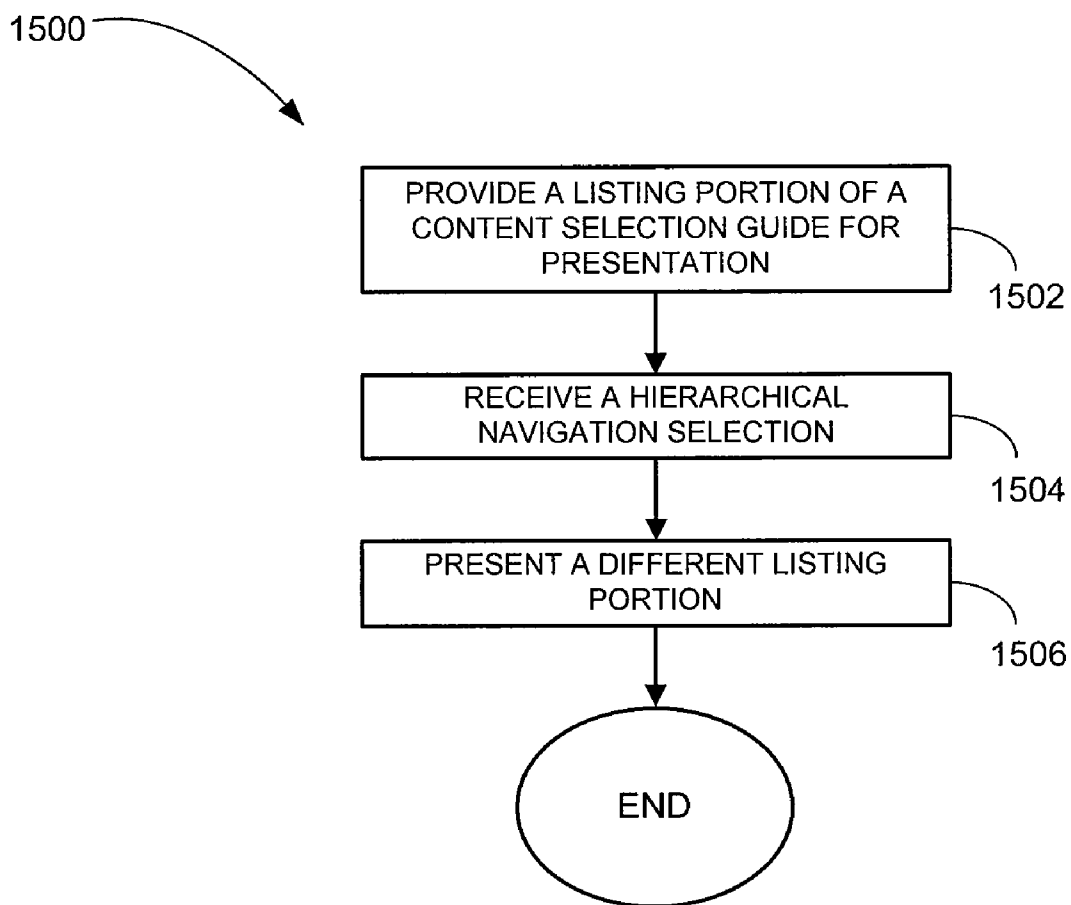 1500
PROVIDE A LISTING PORTION OF A
CONTENT SELECTION GUIDE FOR
PRESENTATION
1502
RECEIVE A HIERARCHICAL
NAVIGATION SELECTION
1504
PRESENT A DIFFERENT LISTING
PORTION
1506
END